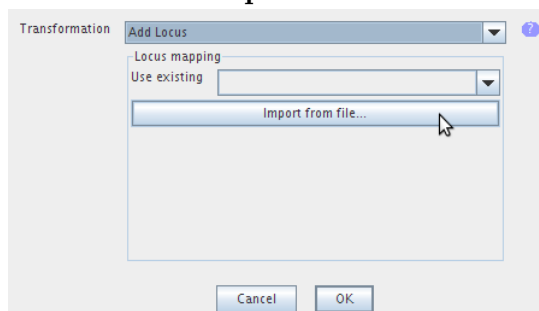 Transformation Add Locus ?
Locus mapping
Use existing
Import from file...
Cancel OK